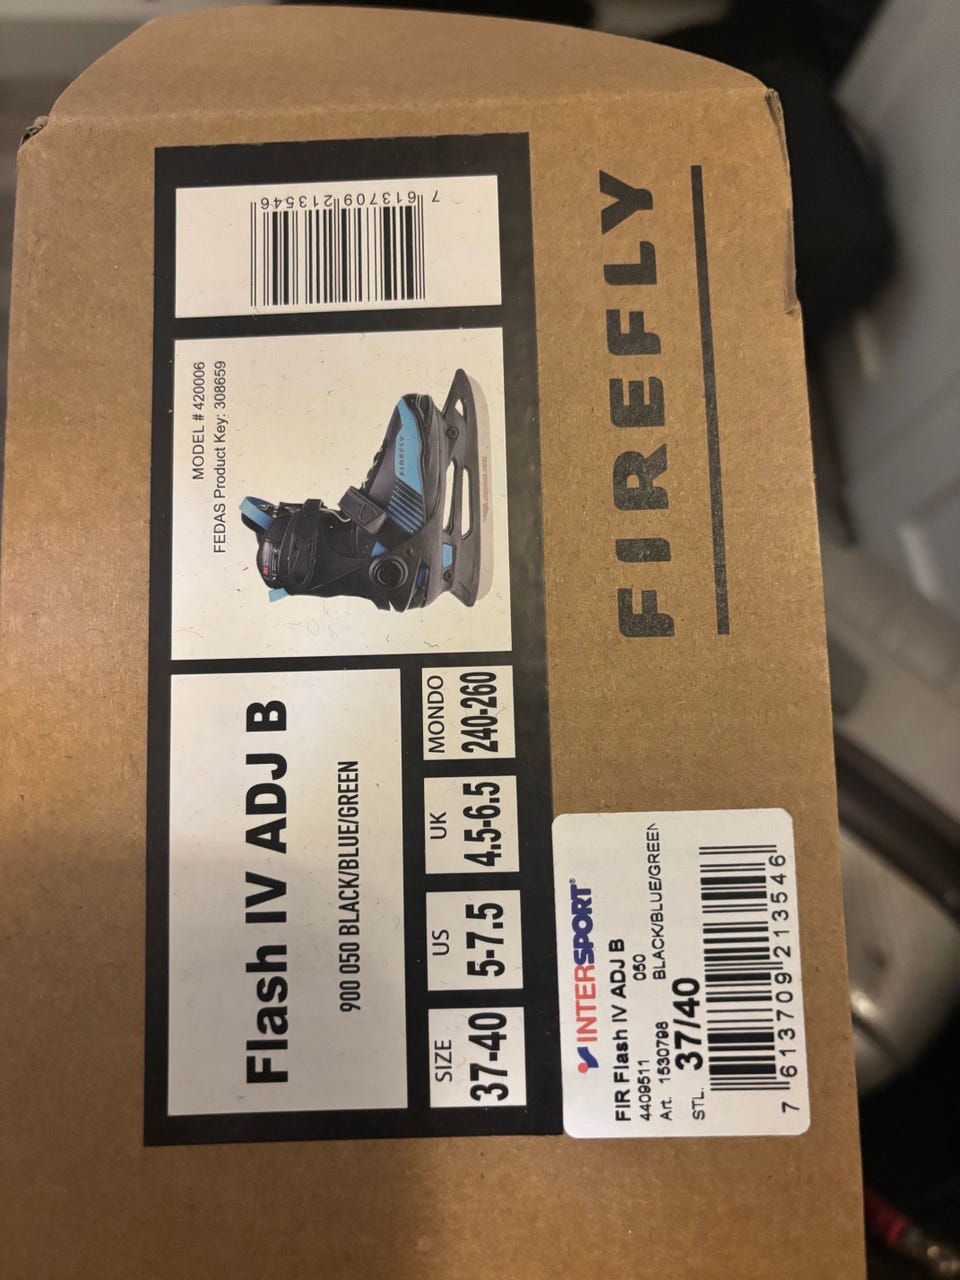 Flash IV ADJ B
900 050 BLACK/BLUE/GREEN
SIZE
37-40
US
5-7.5
UK
4.5-6.5
MONDO
240-260
MODEL # 420006
FEDAS Product Key: 308659
FIREFLY
7 613709 213546
FIREFLY
INTERSPORT®
FIR Flash IV ADJ B
4409511 050
Art. 1530798 BLACK/BLUE/GREEN
STL. 37/40
7 613709 213546